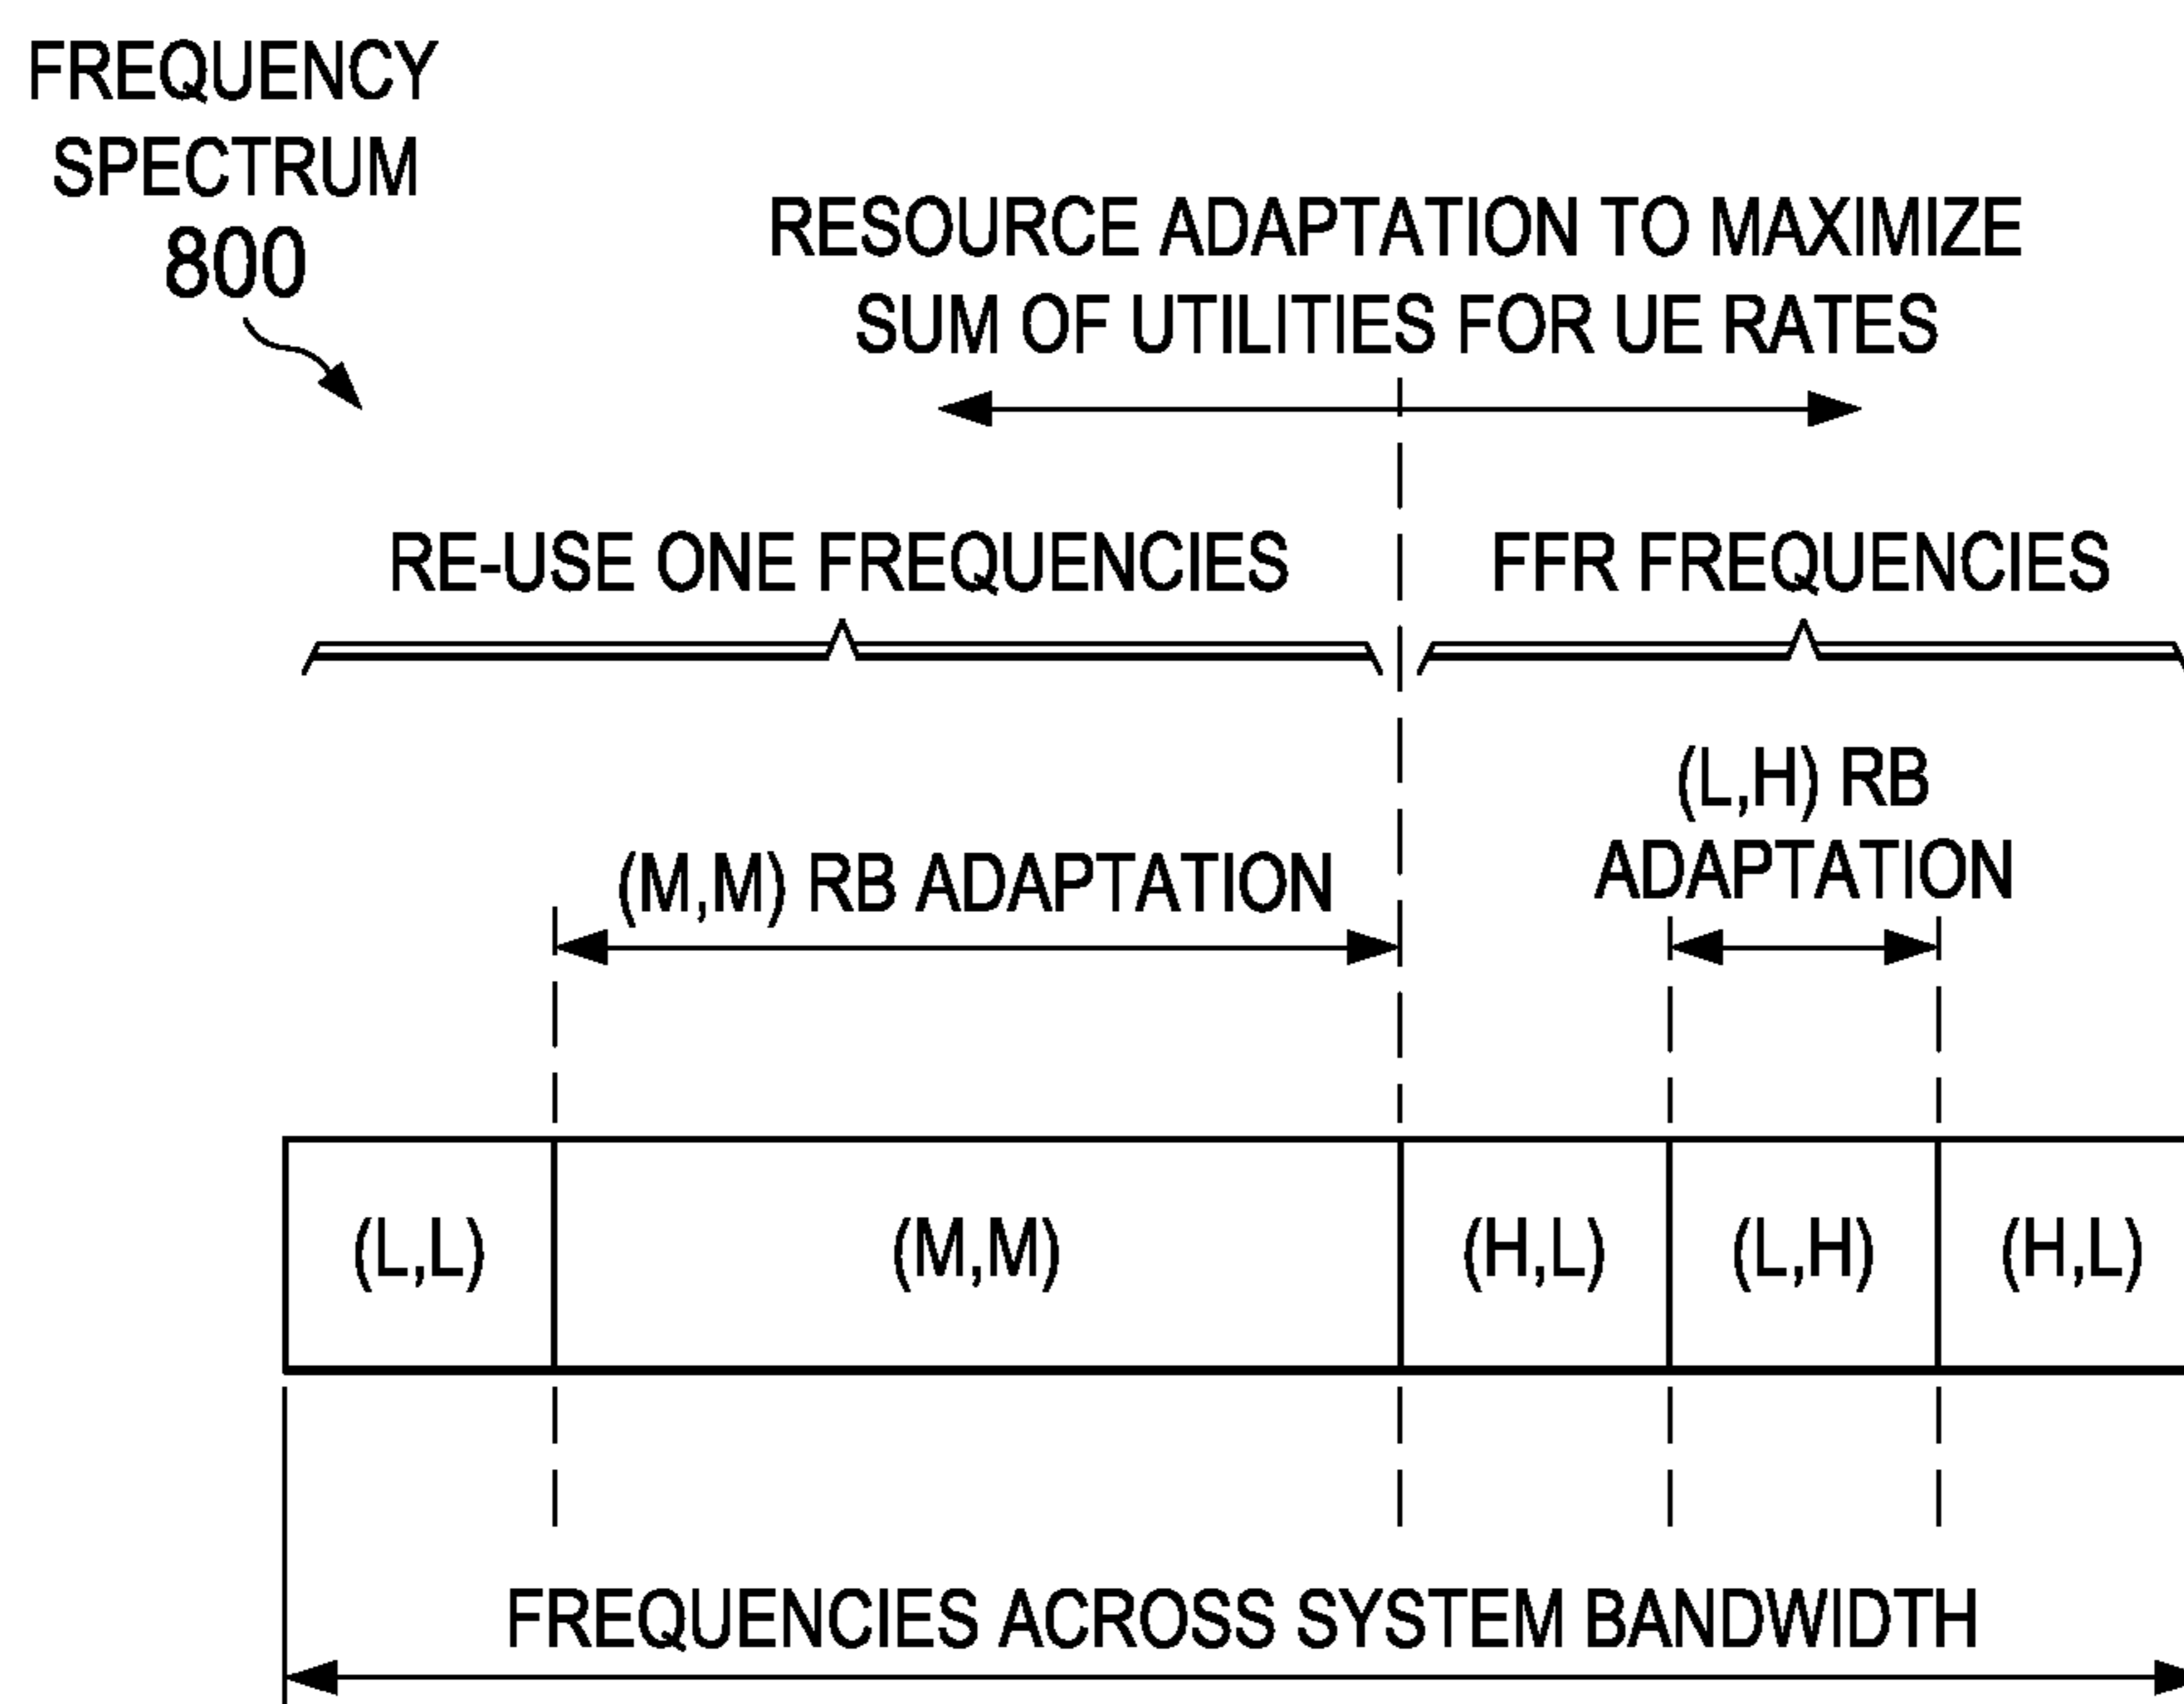 FREQUENCY
SPECTRUM
800
RESOURCE ADAPTATION TO MAXIMIZE
SUM OF UTILITIES FOR UE RATES
RE-USE ONE FREQUENCIES
FFR FREQUENCIES
(L,H) RB
ADAPTATION
(M,M) RB ADAPTATION
(L,L)
(M,M)
(H,L)
(L,H)
(H,L)
FREQUENCIES ACROSS SYSTEM BANDWIDTH